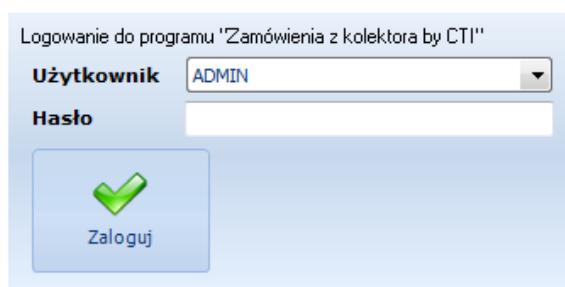 Logowanie do programu "Zamówienia z kolektora by CTI"
Użytkownik ADMIN
Hasło
Zaloguj